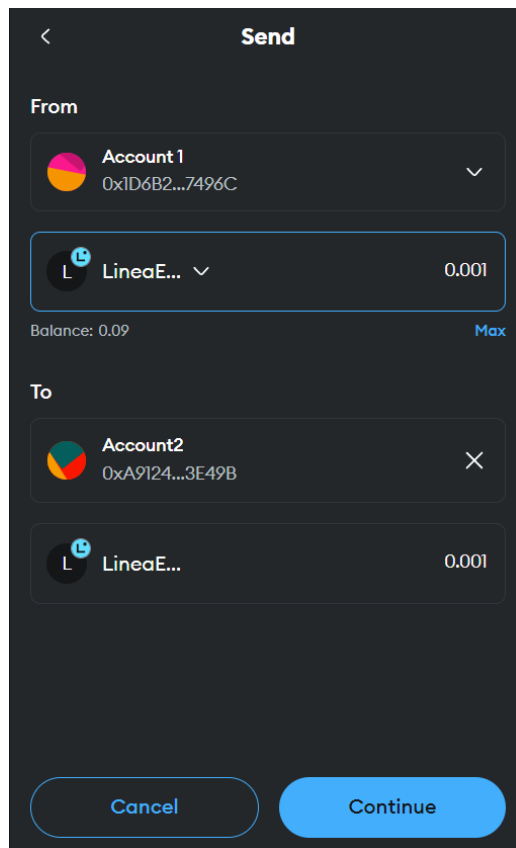 Send
From
Account 1
0x1D6B2...7496C
L LineaE... 0.001
Balance: 0.09 Max
To
Account2
0xA9124...3E49B
L LineaE... 0.001
Cancel Continue